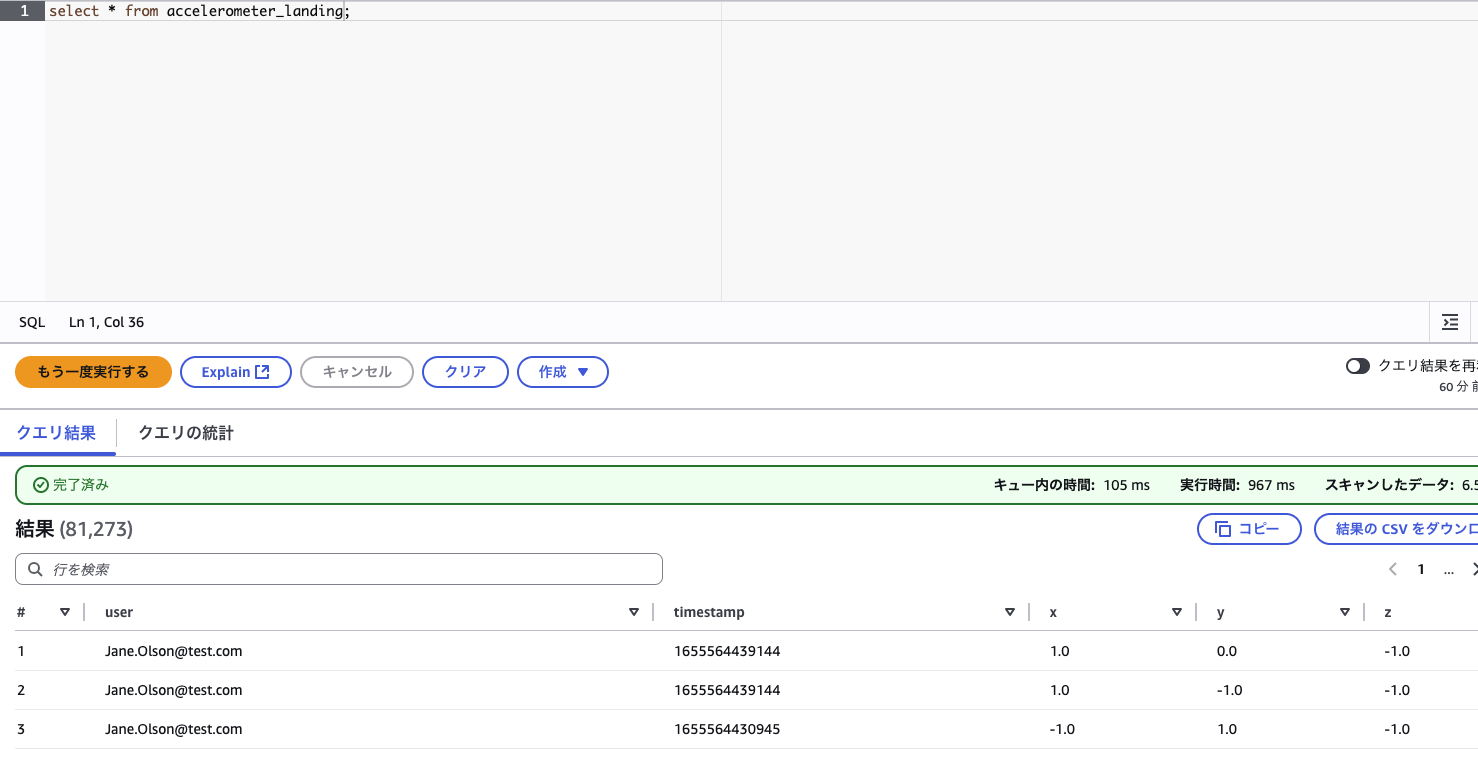 1 select * from accelerometer_landing;
SQL Ln 1, Col 36
もう一度実行する Explain キャンセル クリア 作成
クエリ結果を再
60 分前
クエリ結果 クエリの統計
完了済み キュー内の時間: 105 ms 実行時間: 967 ms スキャンしたデータ: 6.5
結果 (81,273) コピー 結果の CSV をダウンロ
行を検索 1 ...
# user timestamp x y z
1 Jane.Olson@test.com 1655564439144 1.0 0.0 -1.0
2 Jane.Olson@test.com 1655564439144 1.0 -1.0 -1.0
3 Jane.Olson@test.com 1655564430945 -1.0 1.0 -1.0